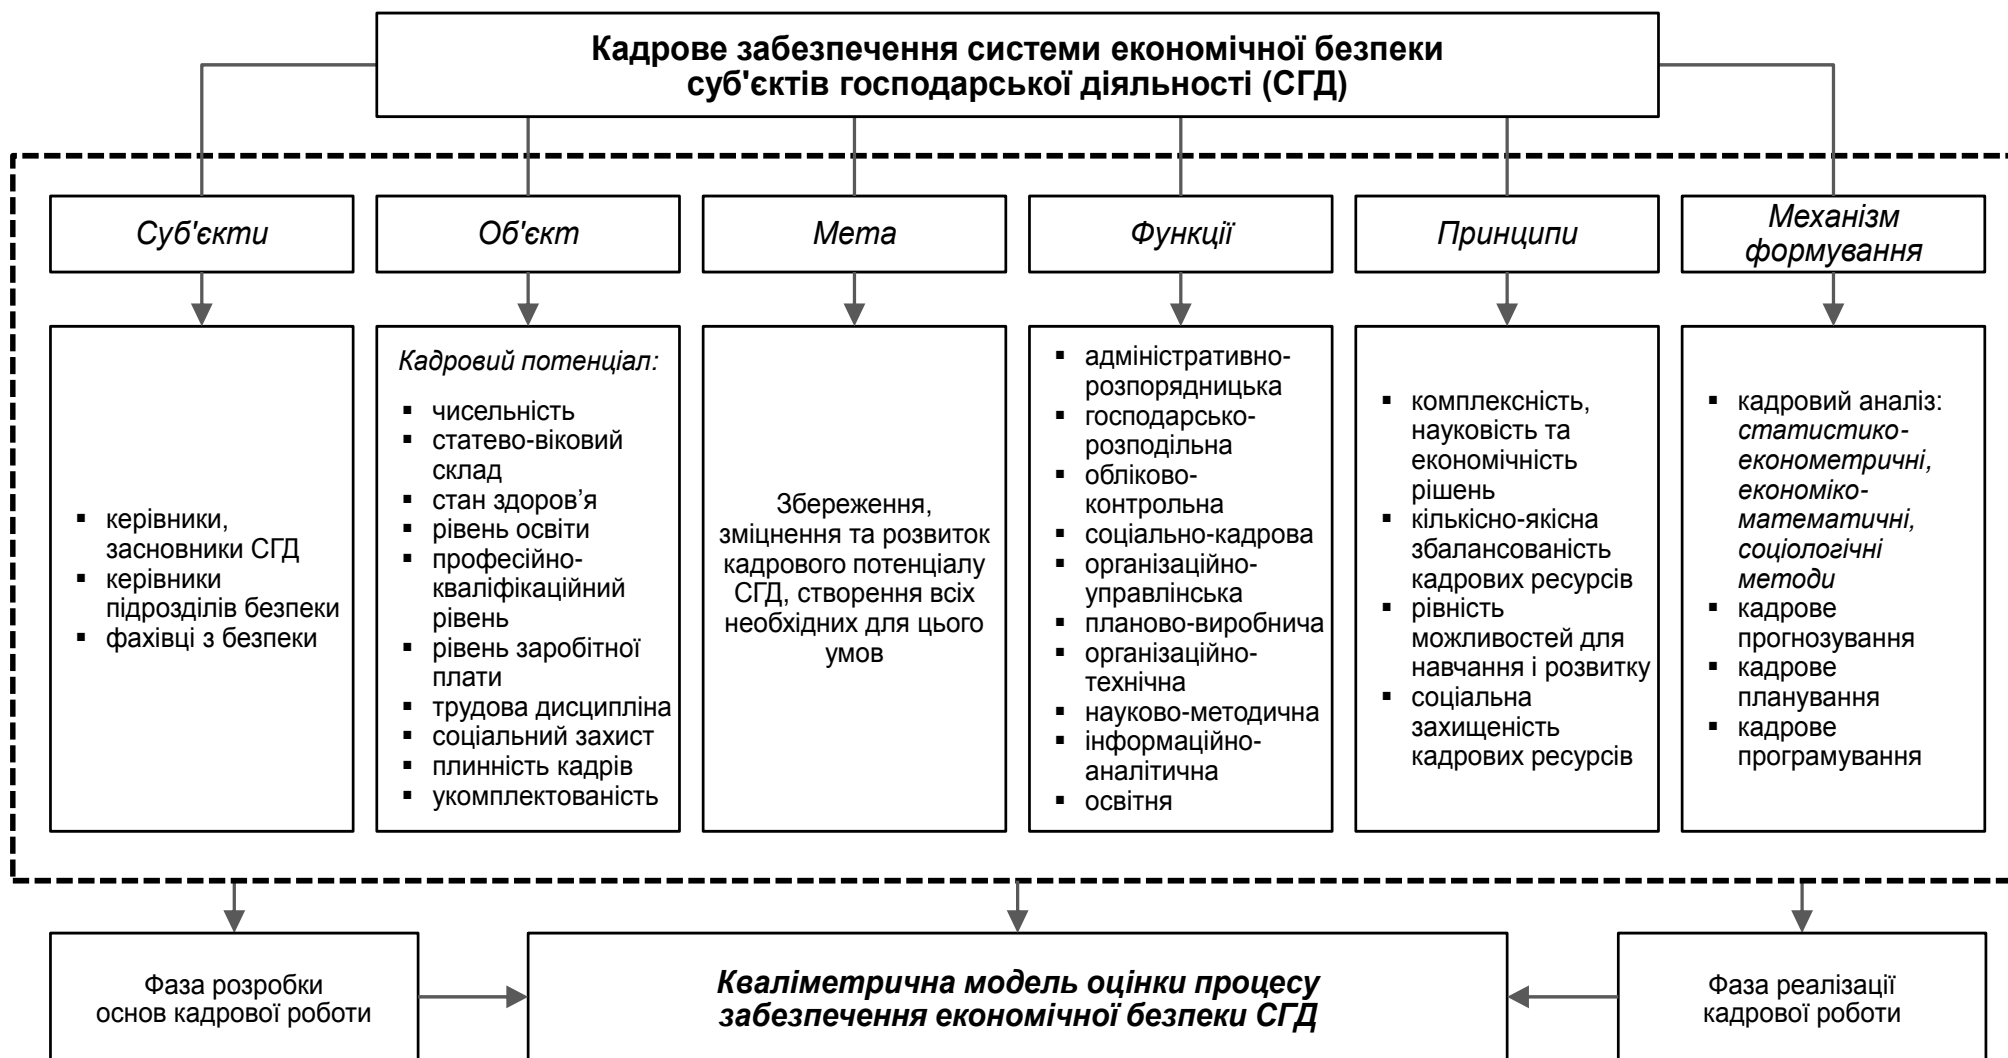 Кадрове забезпечення системи економічної безпеки
суб'єктів господарської діяльності (СГД)
Суб'єкти
Об'єкт
Мета
Функції
Принципи
Механізм
формування
▪ керівники,
засновники СГД
▪ керівники
підрозділів безпеки
▪ фахівці з безпеки
Кадровий потенціал:
▪ чисельність
▪ статево-віковий
склад
▪ стан здоров’я
▪ рівень освіти
▪ професійно-
кваліфікаційний
рівень
▪ рівень заробітної
плати
▪ трудова дисципліна
▪ соціальний захист
▪ плинність кадрів
▪ укомплектованість
Збереження,
зміцнення та розвиток
кадрового потенціалу
СГД, створення всіх
необхідних для цього
умов
▪ адміністративно-
розпорядницька
▪ господарсько-
розподільна
▪ обліково-
контрольна
▪ соціально-кадрова
▪ організаційно-
управлінська
▪ планово-виробнича
▪ організаційно-
технічна
▪ науково-методична
▪ інформаційно-
аналітична
▪ освітня
▪ комплексність,
науковість та
економічність
рішень
▪ кількісно-якісна
збалансованість
кадрових ресурсів
▪ рівність
можливостей для
навчання і розвитку
▪ соціальна
захищеність
кадрових ресурсів
▪ кадровий аналіз:
статистико-
економетричні,
економіко-
математичні,
соціологічні
методи
▪ кадрове
прогнозування
▪ кадрове
планування
▪ кадрове
програмування
Фаза розробки
основ кадрової роботи
Кваліметрична модель оцінки процесу
забезпечення економічної безпеки СГД
Фаза реалізації
кадрової роботи